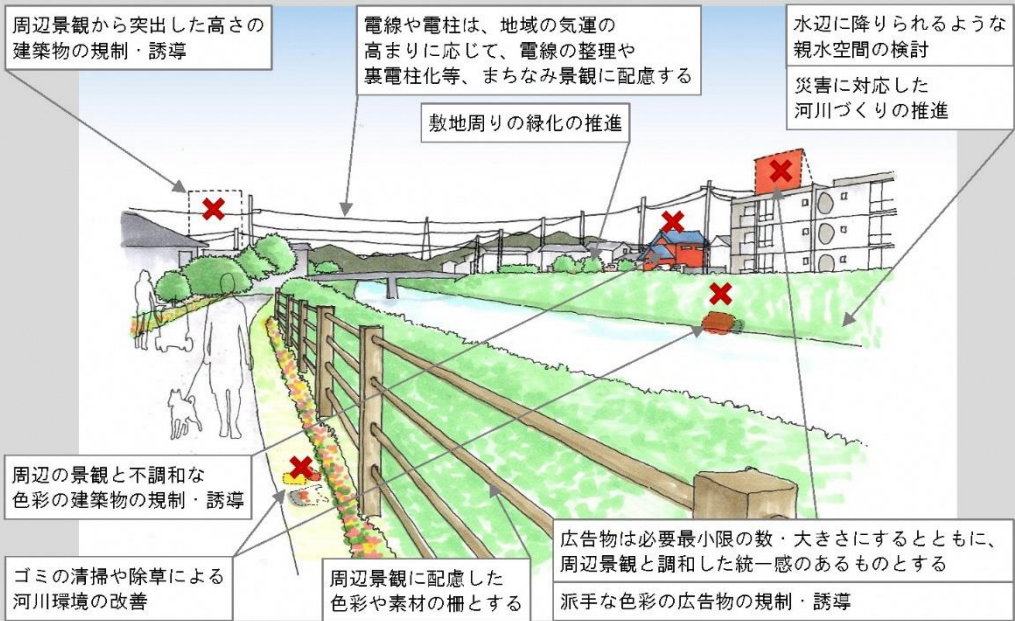 周辺景観から突出した高さの
建築物の規制・誘導
電線や電柱は、地域の気運の
高まりに応じて、電線の整理や
裏電柱化等、まちなみ景観に配慮する
水辺に降りられるような
親水空間の検討
災害に対応した
河川づくりの推進
敷地周りの緑化の推進
周辺の景観と不調和な
色彩の建築物の規制・誘導
ゴミの清掃や除草による
河川環境の改善
周辺景観に配慮した
色彩や素材の柵とする
広告物は必要最小限の数・大きさにするとともに、
周辺景観と調和した統一感のあるものとする
派手な色彩の広告物の規制・誘導